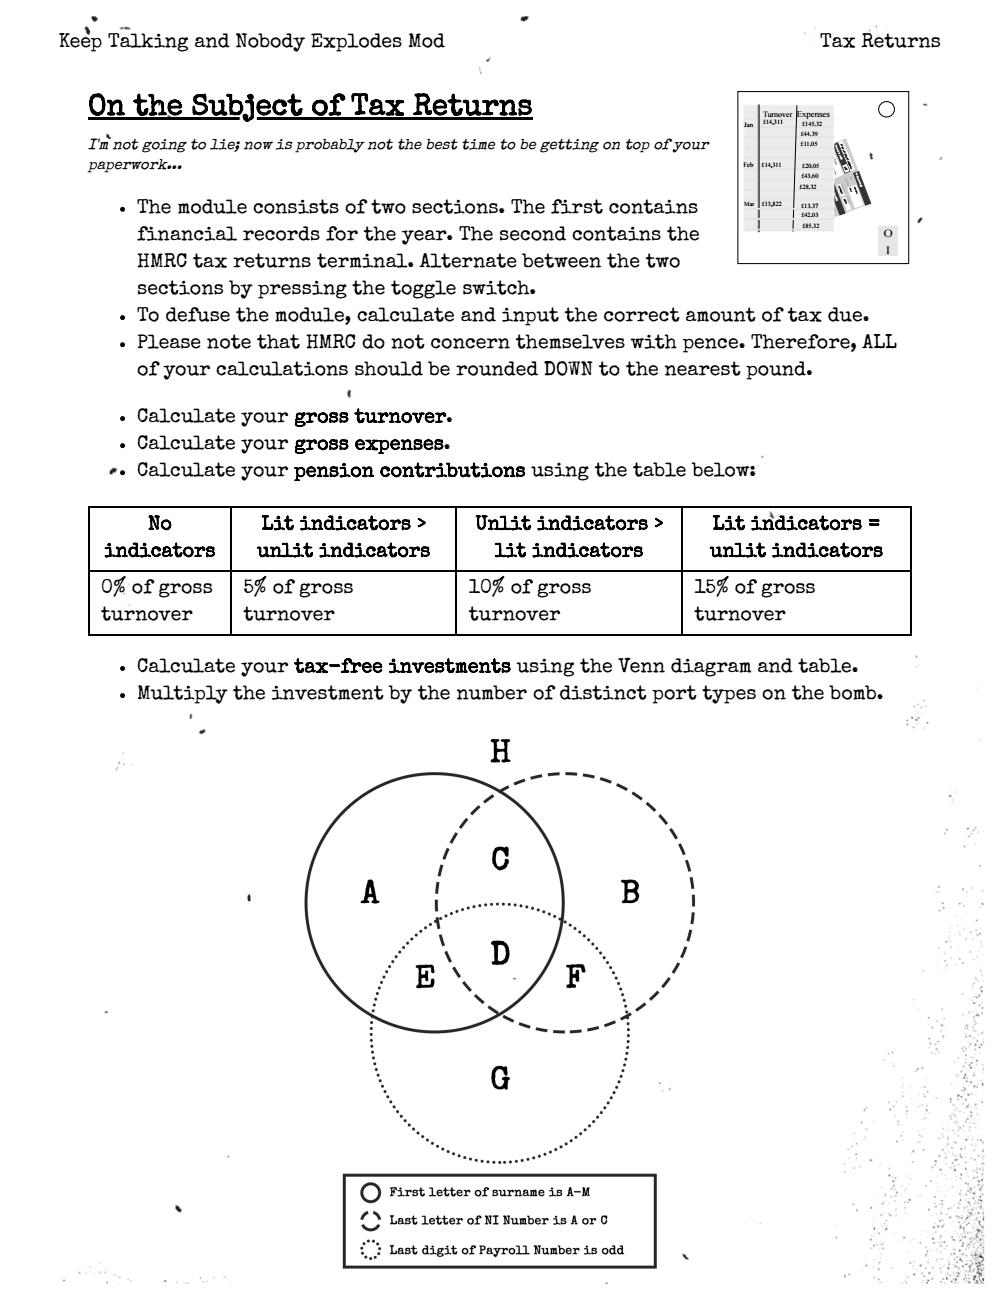 Keep Talking and Nobody Explodes Mod
Tax Returns
On the Subject of Tax Returns
I'm not going to lie; now is probably not the best time to be getting on top of your
paperwork...
Turnover Expenses
Jan £14,311 £145.32
£44.39
£11.05
Feb £14,311 £20.05
£43.60
£28.32
Mar £13,822 £13.37
£42.03
£85.32
O
I
• The module consists of two sections. The first contains
financial records for the year. The second contains the
HMRC tax returns terminal. Alternate between the two
sections by pressing the toggle switch.
• To defuse the module, calculate and input the correct amount of tax due.
• Please note that HMRC do not concern themselves with pence. Therefore, ALL
of your calculations should be rounded DOWN to the nearest pound.
• Calculate your gross turnover.
• Calculate your gross expenses.
• Calculate your pension contributions using the table below:
No Lit indicators > Unlit indicators > Lit indicators =
indicators unlit indicators lit indicators unlit indicators
0% of gross 5% of gross 10% of gross 15% of gross
turnover turnover turnover turnover
• Calculate your tax-free investments using the Venn diagram and table.
• Multiply the investment by the number of distinct port types on the bomb.
H
C
A B
D
E F
G
First letter of surname is A-M
Last letter of NI Number is A or C
Last digit of Payroll Number is odd